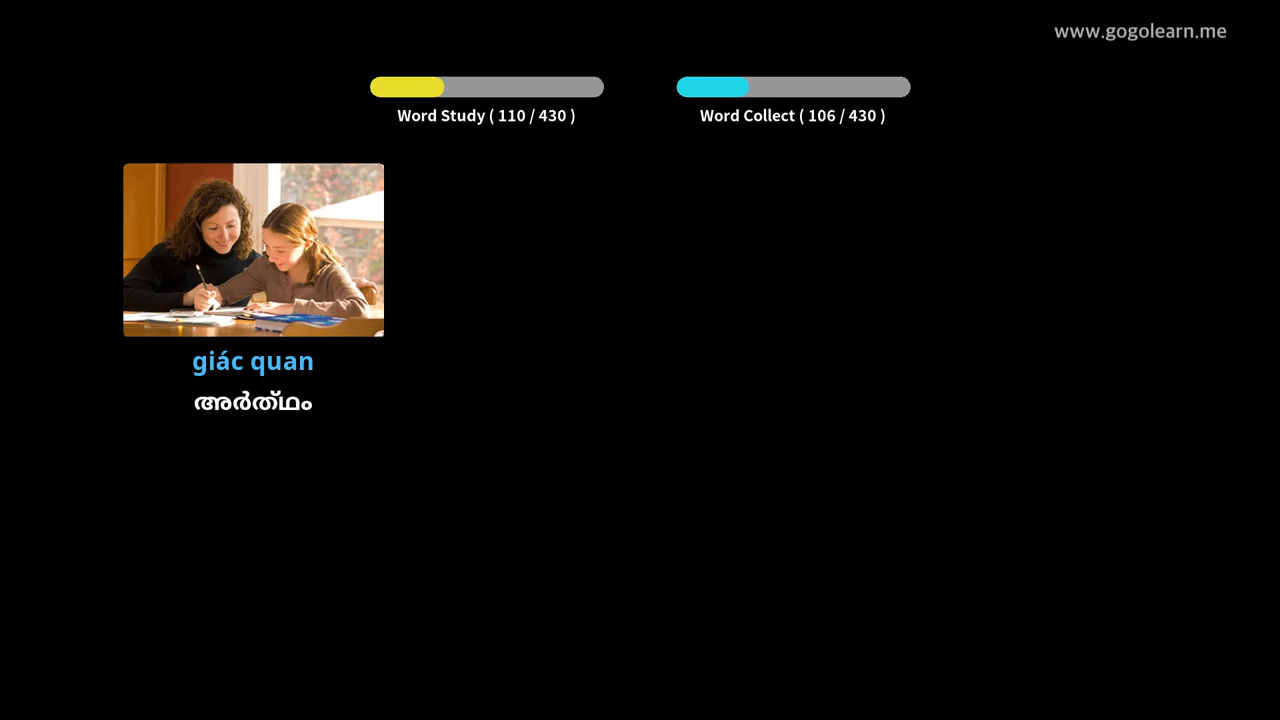 www.gogolearn.me
Word Study ( 110 / 430 )
Word Collect ( 106 / 430 )
giác quan
അർത്ഥം